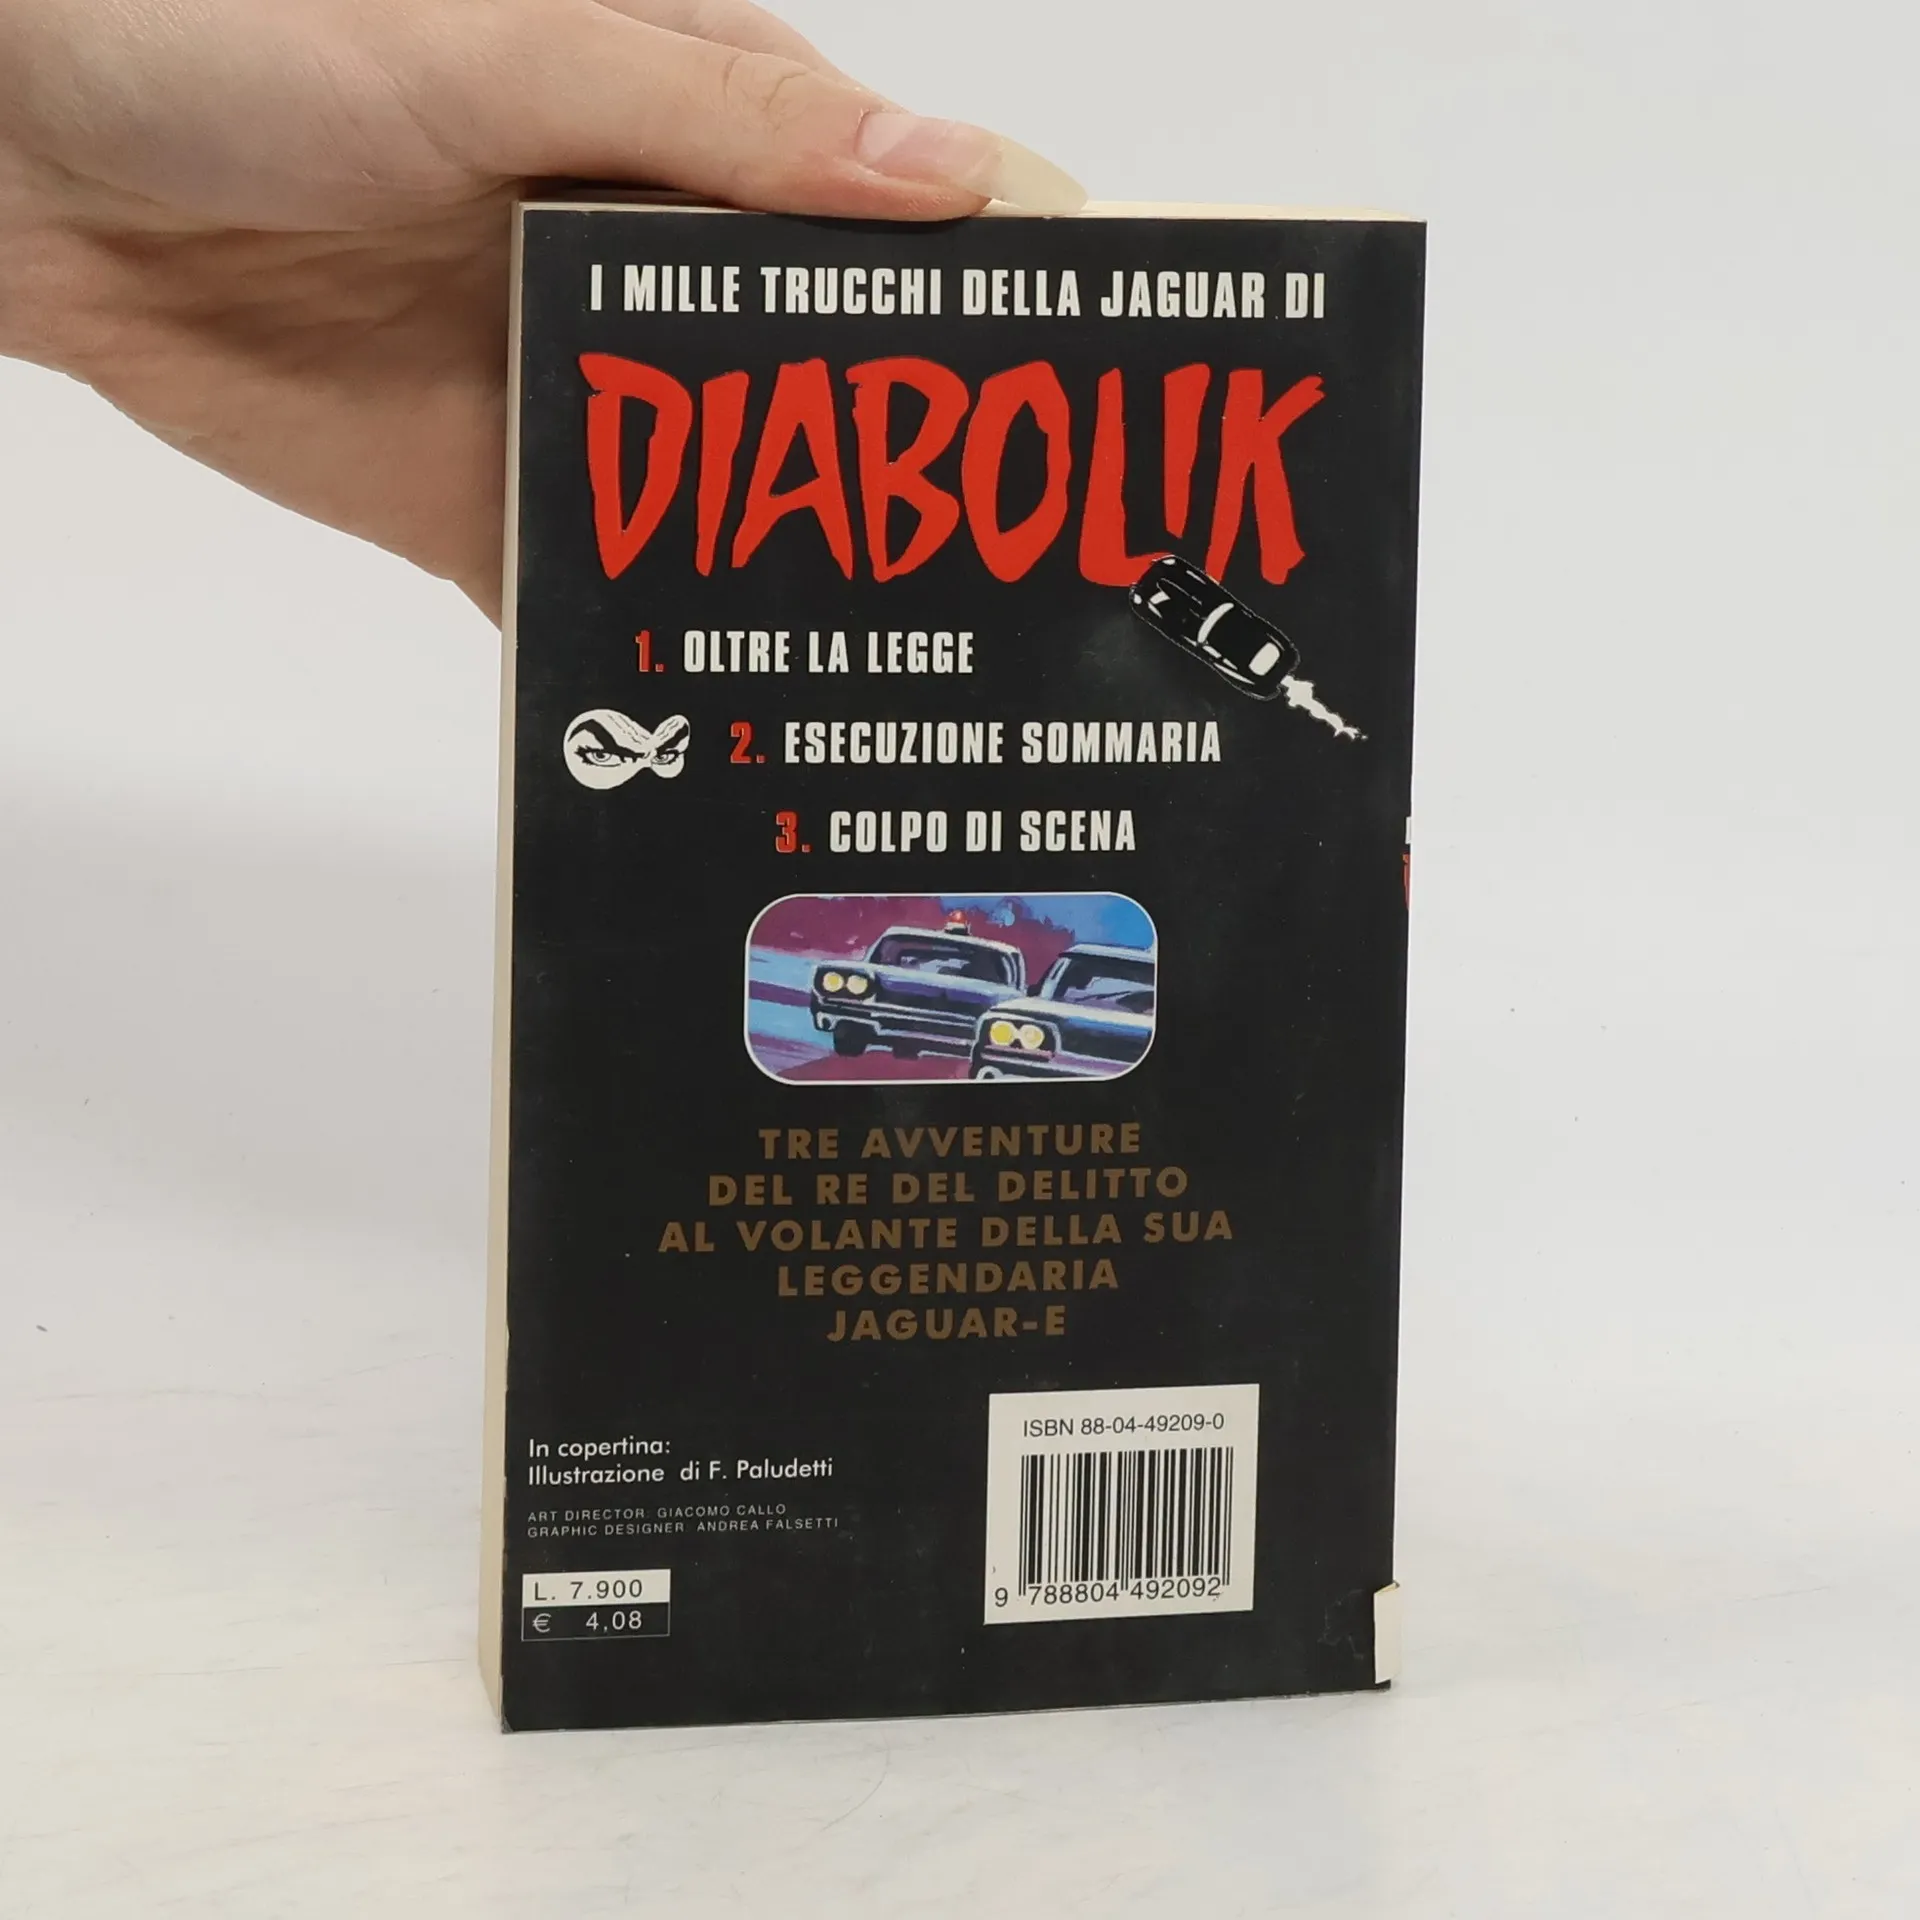 I MILLE TRUCCHI DELLA JAGUAR DI
DIABOLIK
1. OLTRE LA LEGGE
2. ESECUZIONE SOMMARIA
3. COLPO DI SCENA
TRE AVVENTURE
DEL RE DEL DELITTO
AL VOLANTE DELLA SUA
LEGGENDARIA
JAGUAR-E
In copertina:
Illustrazione di F. Paludetti
ART DIRECTOR: GIACOMO CALLO
GRAPHIC DESIGNER: ANDREA FALSETTI
L. 7.900
€ 4,08
ISBN 88-04-49209-0
9 788804 492092